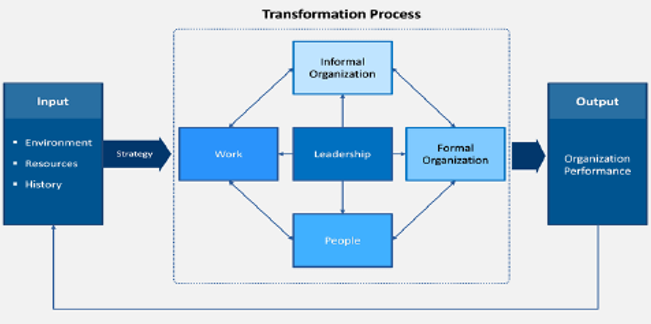 Transformation Process
Input
▪ Environment
▪ Resources
▪ History
Strategy
Informal
Organization
Work
Leadership
Formal
Organization
People
Output
Organization
Performance